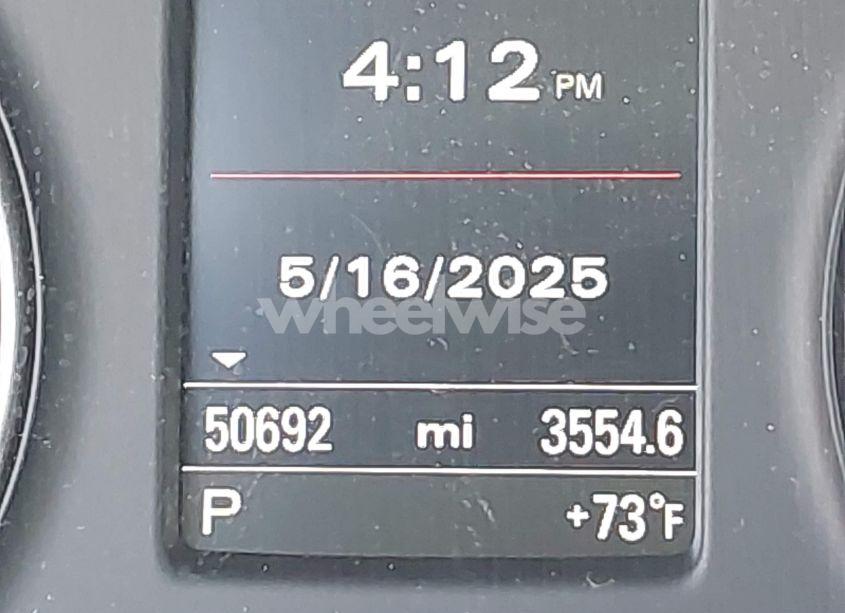 4:12 PM
5/16/2025
wheelwise
50692 mi 3554.6
P +73°F